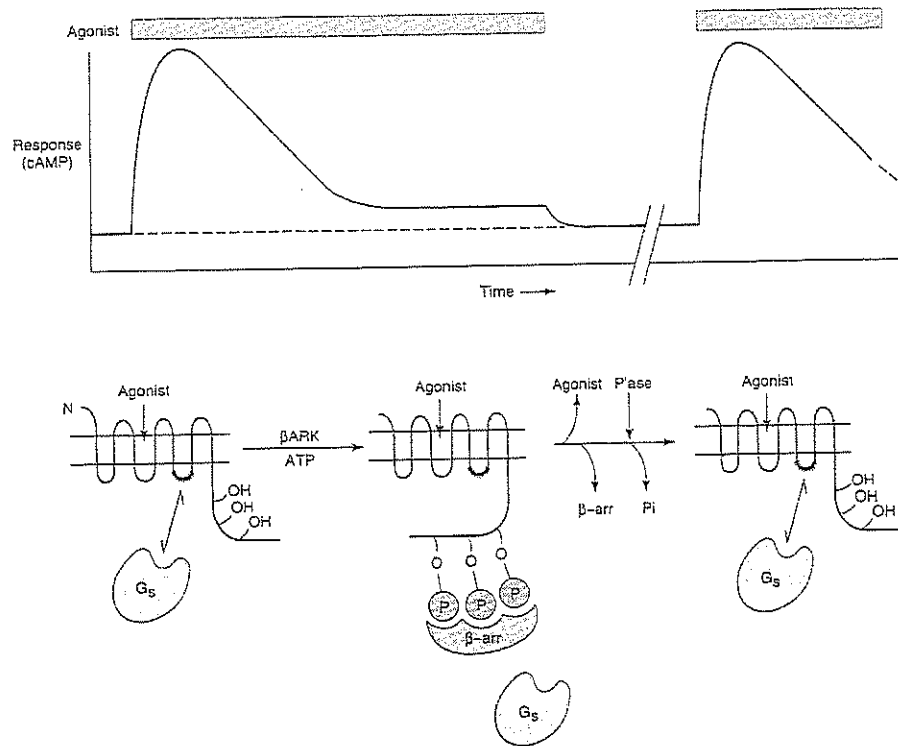 Agonist
Response
(cAMP)
Time
Agonist
Agonist
Agonist
P'ase
Agonist
N
βARK
ATP
OH
OH
OH
β-arr
Pi
OH
OH
OH
Gs
O
O
O
P
P
P
β-arr
Gs
Gs